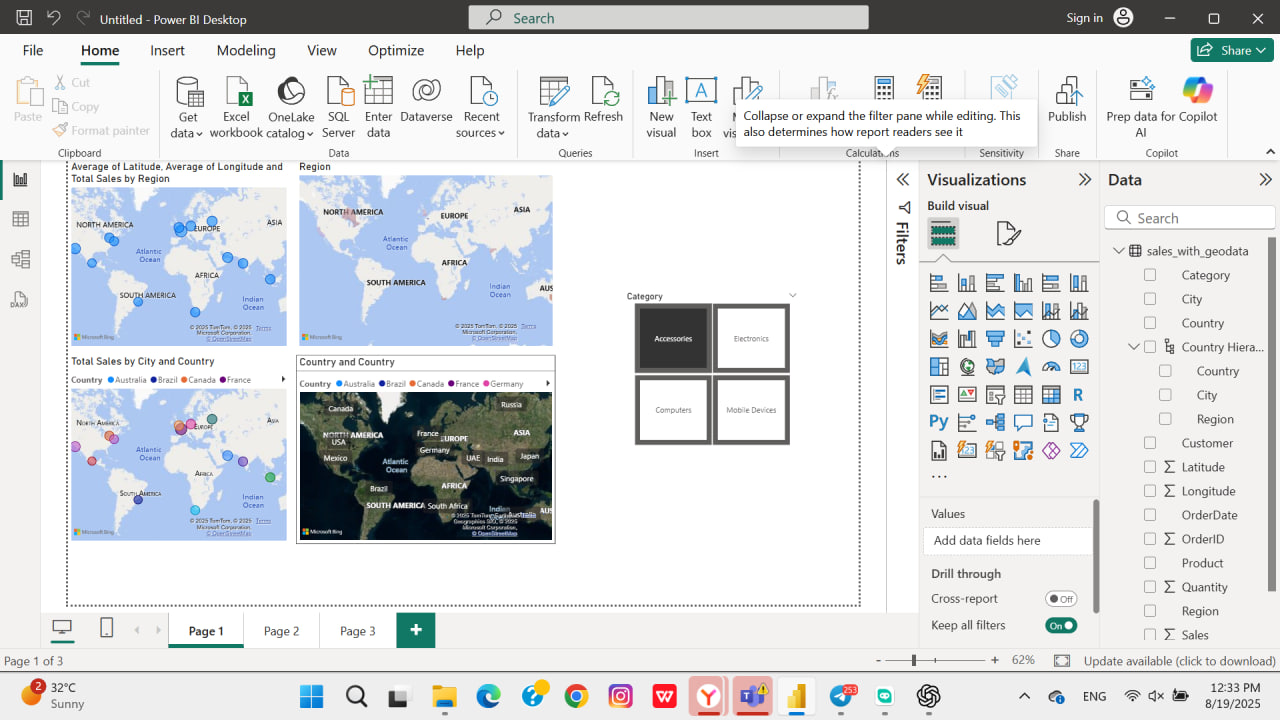 Untitled - Power BI Desktop
Search
Sign in
File
Home
Insert
Modeling
View
Optimize
Help
Share
Paste
Cut
Copy
Format painter
Clipboard
Get data
Excel workbook
OneLake catalog
SQL Server
Enter data
Dataverse
Recent sources
Data
Transform data
Refresh
Queries
New visual
Text box
Insert
Calculations
Sensitivity
Publish
Share
Prep data for AI
Copilot
Copilot
Collapse or expand the filter pane while editing. This
also determines how report readers see it
Average of Latitude, Average of Longitude and
Total Sales by Region
NORTH AMERICA
EUROPE
ASIA
Atlantic
Ocean
AFRICA
SOUTH AMERICA
Indian
Ocean
Microsoft Bing
© 2025 TomTom, © 2025
Microsoft Corporation,
© OpenStreetMap
Terms
Region
NORTH AMERICA
EUROPE
ASIA
Atlantic
Ocean
AFRICA
SOUTH AMERICA
Indian
Ocean
AUS
Microsoft Bing
© 2025 TomTom, © 2025
Microsoft Corporation,
© OpenStreetMap
Terms
Total Sales by City and Country
Country Australia Brazil Canada France
North America
Europe
Asia
Atlantic
Ocean
Africa
South America
Indian
Ocean
Microsoft Bing
© 2025 TomTom, © 2025
Microsoft Corporation,
© OpenStreetMap
Terms
Country and Country
Country Australia Brazil Canada France Germany
Canada
Russia
NORTH AMERICA
USA
France
EUROPE
ASIA
Germany
Mexico
Atlantic
Ocean
UAE
India
Japan
AFRICA
Singapore
Brazil
SOUTH AMERICA
South Africa
Indian
Australia
AUS
Microsoft Bing
Microsoft Corporation,
© OpenStreetMap
Category
Accessories
Electronics
Computers
Mobile Devices
Filters
Visualizations
Build visual
123
R
Py
Values
Add data fields here
Drill through
Cross-report
Off
Keep all filters
On
Data
Search
sales_with_geodata
Category
City
Country
Country Hiera...
Country
City
Region
Customer
Latitude
Longitude
OrderDate
OrderID
Product
Quantity
Region
Sales
Page 1
Page 2
Page 3
Page 1 of 3
62%
Update available (click to download)
2
32°C
Sunny
253
ENG
12:33 PM
8/19/2025